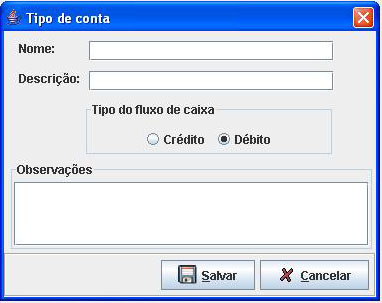 Tipo de conta
Nome:
Descrição:
Tipo do fluxo de caixa
Crédito Débito
Observações
Salvar Cancelar